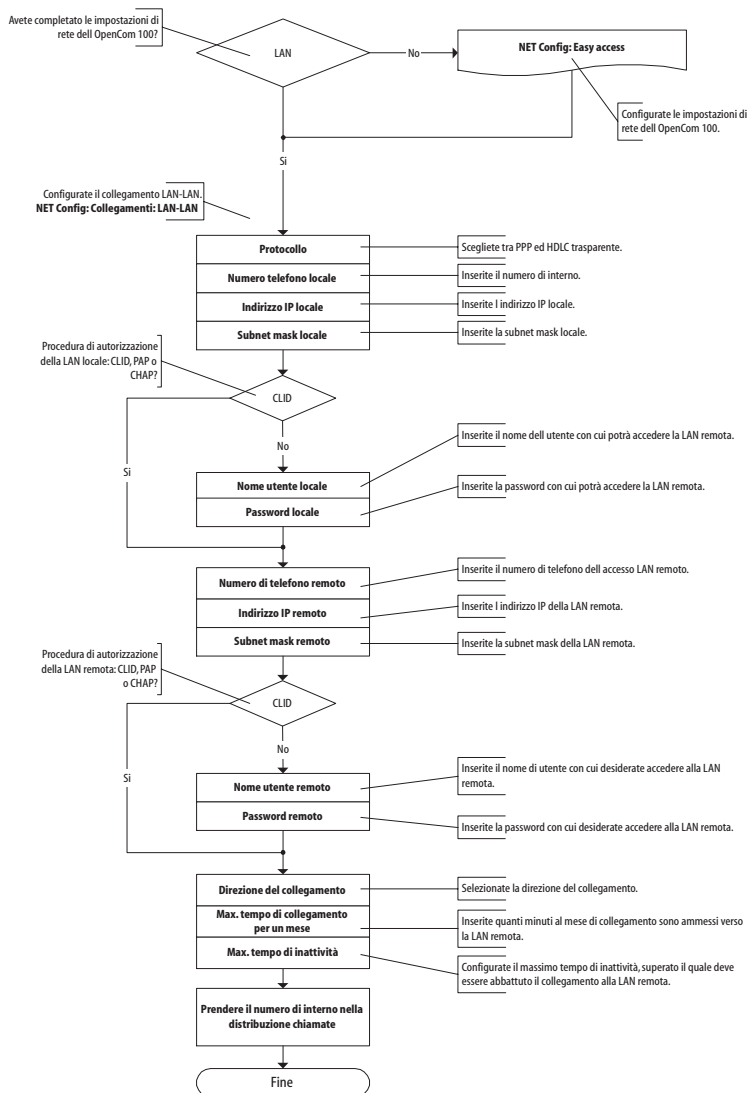 Avete completato le impostazioni di
rete dell OpenCom 100?
LAN
No
NET Config: Easy access
Configurate le impostazioni di
rete dell OpenCom 100.
Si
Configurate il collegamento LAN-LAN.
NET Config: Collegamenti: LAN-LAN
Protocollo
Scegliete tra PPP ed HDLC trasparente.
Numero telefono locale
Inserite il numero di interno.
Indirizzo IP locale
Inserite l indirizzo IP locale.
Subnet mask locale
Inserite la subnet mask locale.
Procedura di autorizzazione
della LAN locale: CLID, PAP o
CHAP?
CLID
No
Si
Inserite il nome dell utente con cui potrà accedere la LAN remota.
Nome utente locale
Password locale
Inserite la password con cui potrà accedere la LAN remota.
Numero di telefono remoto
Inserite il numero di telefono dell accesso LAN remoto.
Indirizzo IP remoto
Inserite l indirizzo IP della LAN remota.
Subnet mask remoto
Inserite la subnet mask della LAN remota.
Procedura di autorizzazione
della LAN remota: CLID, PAP
o CHAP?
CLID
No
Si
Inserite il nome di utente con cui desiderate accedere alla LAN
remota.
Nome utente remoto
Password remoto
Inserite la password con cui desiderate accedere alla LAN remota.
Direzione del collegamento
Selezionate la direzione del collegamento.
Max. tempo di collegamento
per un mese
Inserite quanti minuti al mese di collegamento sono ammessi verso
la LAN remota.
Max. tempo di inattività
Configurate il massimo tempo di inattività, superato il quale deve
essere abbattuto il collegamento alla LAN remota.
Prendere il numero di interno nella
distribuzione chiamate
Fine